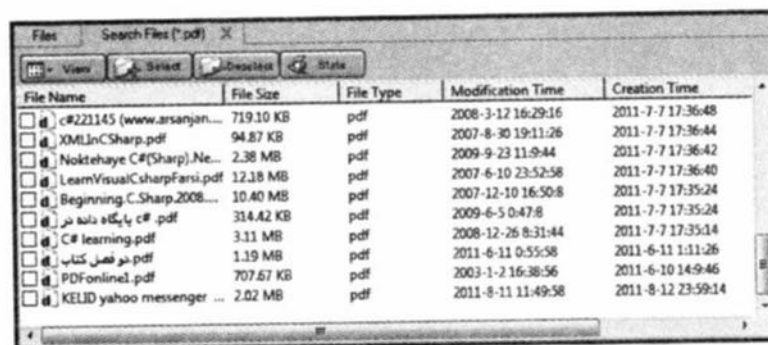 Files Search Files (*.pdf) X
View Select Deselect Stats
File Name File Size File Type Modification Time Creation Time
c#221145 (www.arsanjan.... 719.10 KB pdf 2008-3-12 16:29:16 2011-7-7 17:36:48
XMLInCSharp.pdf 94.87 KB pdf 2007-8-30 19:11:26 2011-7-7 17:36:44
Noktehaye C#(Sharp).Ne... 2.38 MB pdf 2009-9-23 11:9:44 2011-7-7 17:36:42
LearnVisualCsharpFarsi.pdf 12.18 MB pdf 2007-6-10 23:52:58 2011-7-7 17:36:40
Beginning.C.Sharp.2008.... 10.40 MB pdf 2007-12-10 16:50:8 2011-7-7 17:35:24
پایگاه داده در c# .pdf 314.42 KB pdf 2009-6-5 0:47:8 2011-7-7 17:35:24
C# learning.pdf 3.11 MB pdf 2008-12-26 8:31:44 2011-7-7 17:35:14
دو فصل کتاب.pdf 1.19 MB pdf 2011-6-11 0:55:58 2011-6-11 1:11:26
PDFonline1.pdf 707.67 KB pdf 2003-1-2 16:38:56 2011-6-10 14:9:46
KELID yahoo messenger ... 2.02 MB pdf 2011-8-11 11:49:58 2011-8-12 23:59:14